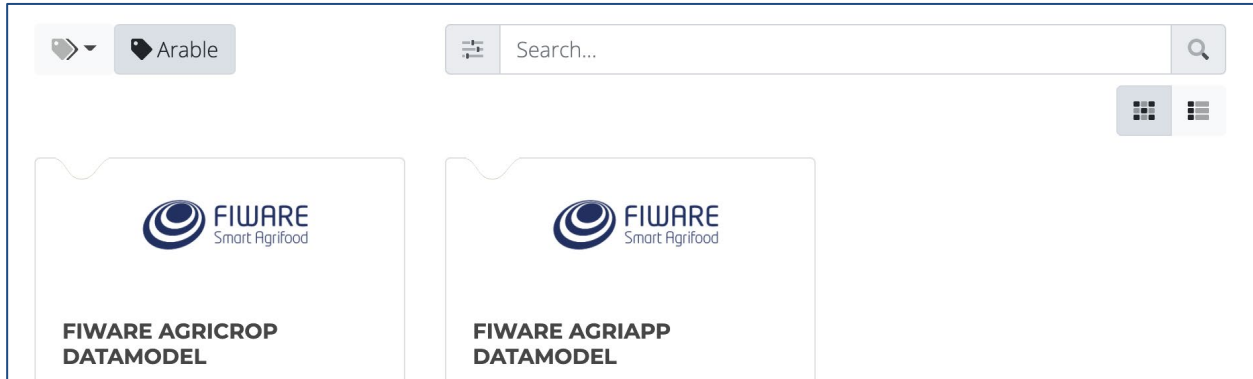 Arable
Search...
FIWARE
Smart Agrifood
FIWARE
Smart Agrifood
FIWARE AGRICROP
DATAMODEL
FIWARE AGRIAPP
DATAMODEL